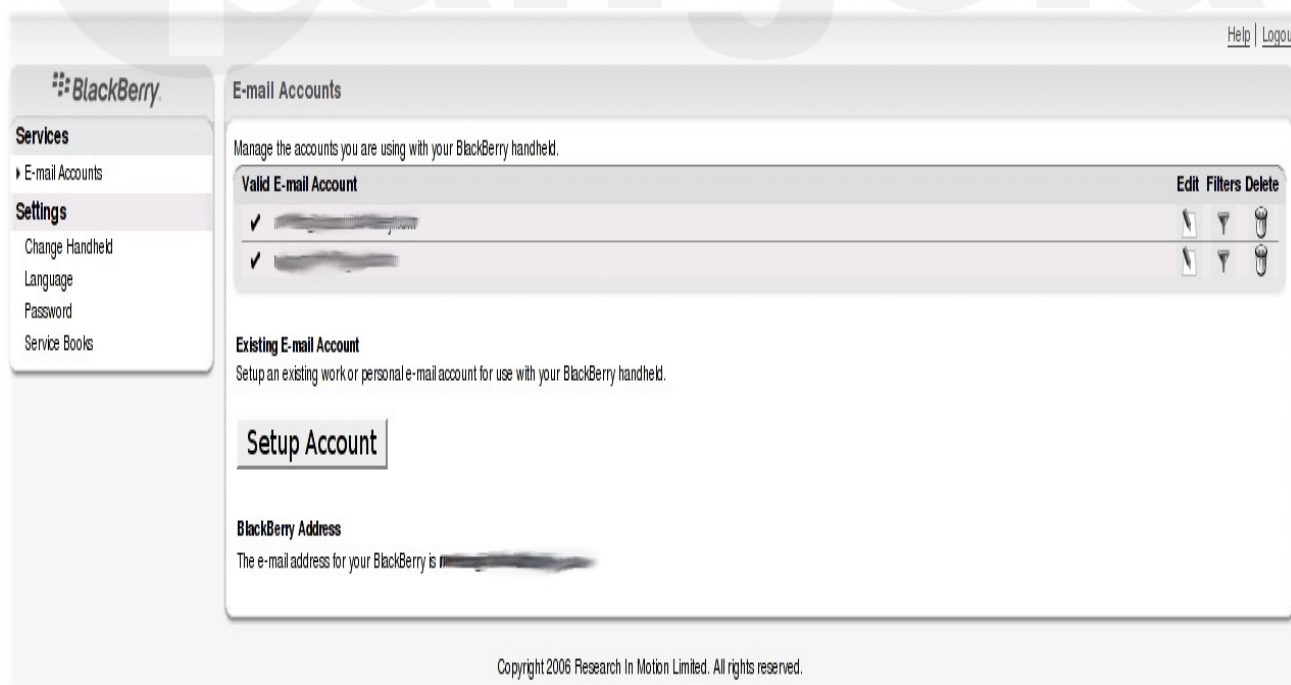 Help | Logou
BlackBerry.
E-mail Accounts
Services
E-mail Accounts
Settings
Change Handheld
Language
Password
Service Books
Manage the accounts you are using with your BlackBerry handheld.
Valid E-mail Account Edit Filters Delete
Existing E-mail Account
Setup an existing work or personal e-mail account for use with your BlackBerry handheld.
Setup Account
BlackBerry Address
The e-mail address for your BlackBerry is
Copyright 2006 Research In Motion Limited. All rights reserved.